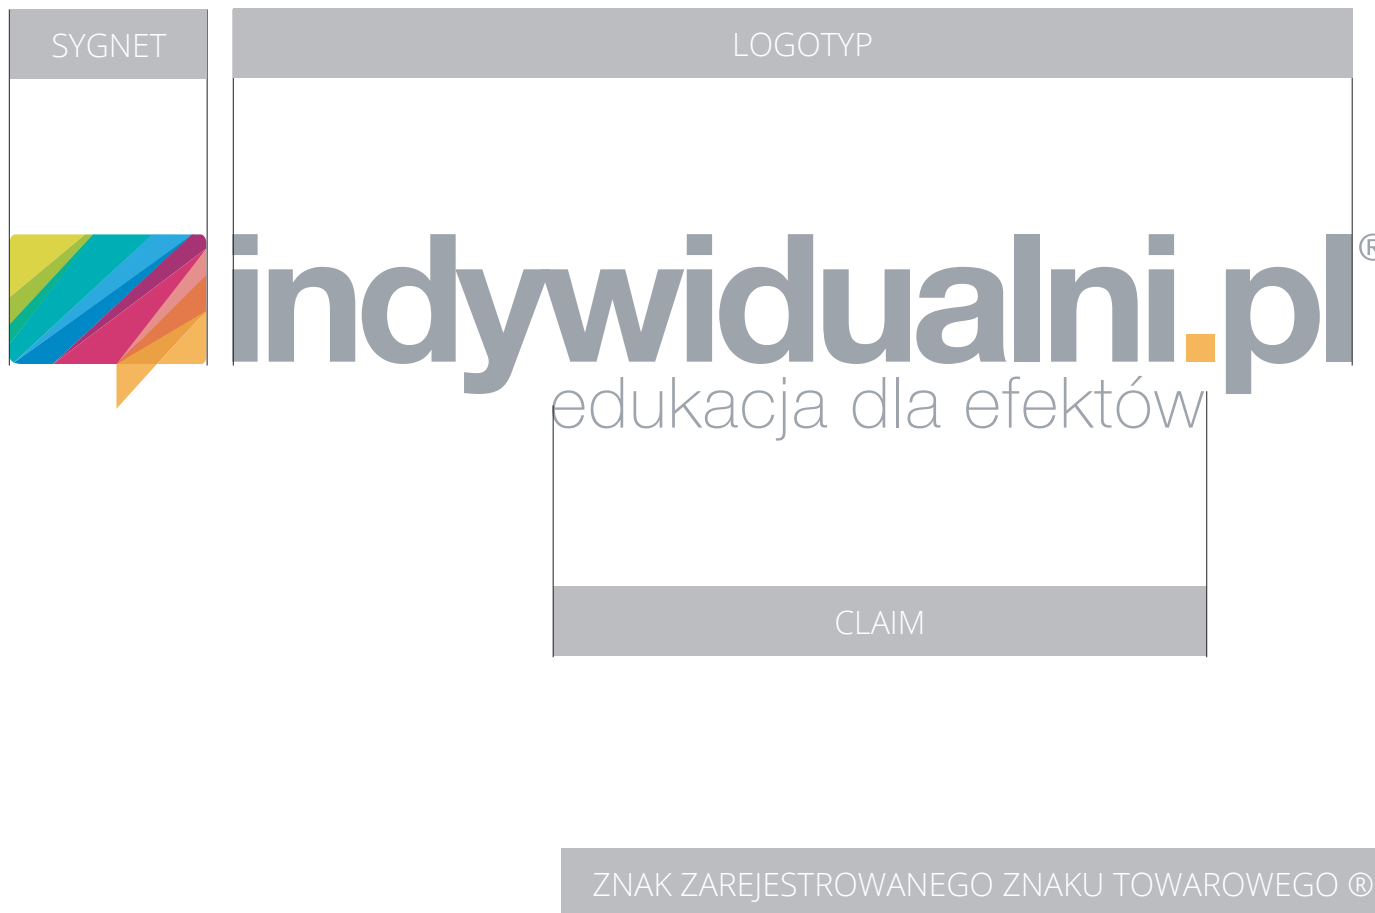 SYGNET
LOGOTYP
indywidualni.pl®
edukacja dla efektów
CLAIM
ZNAK ZAREJESTROWANEGO ZNAKU TOWAROWEGO ®